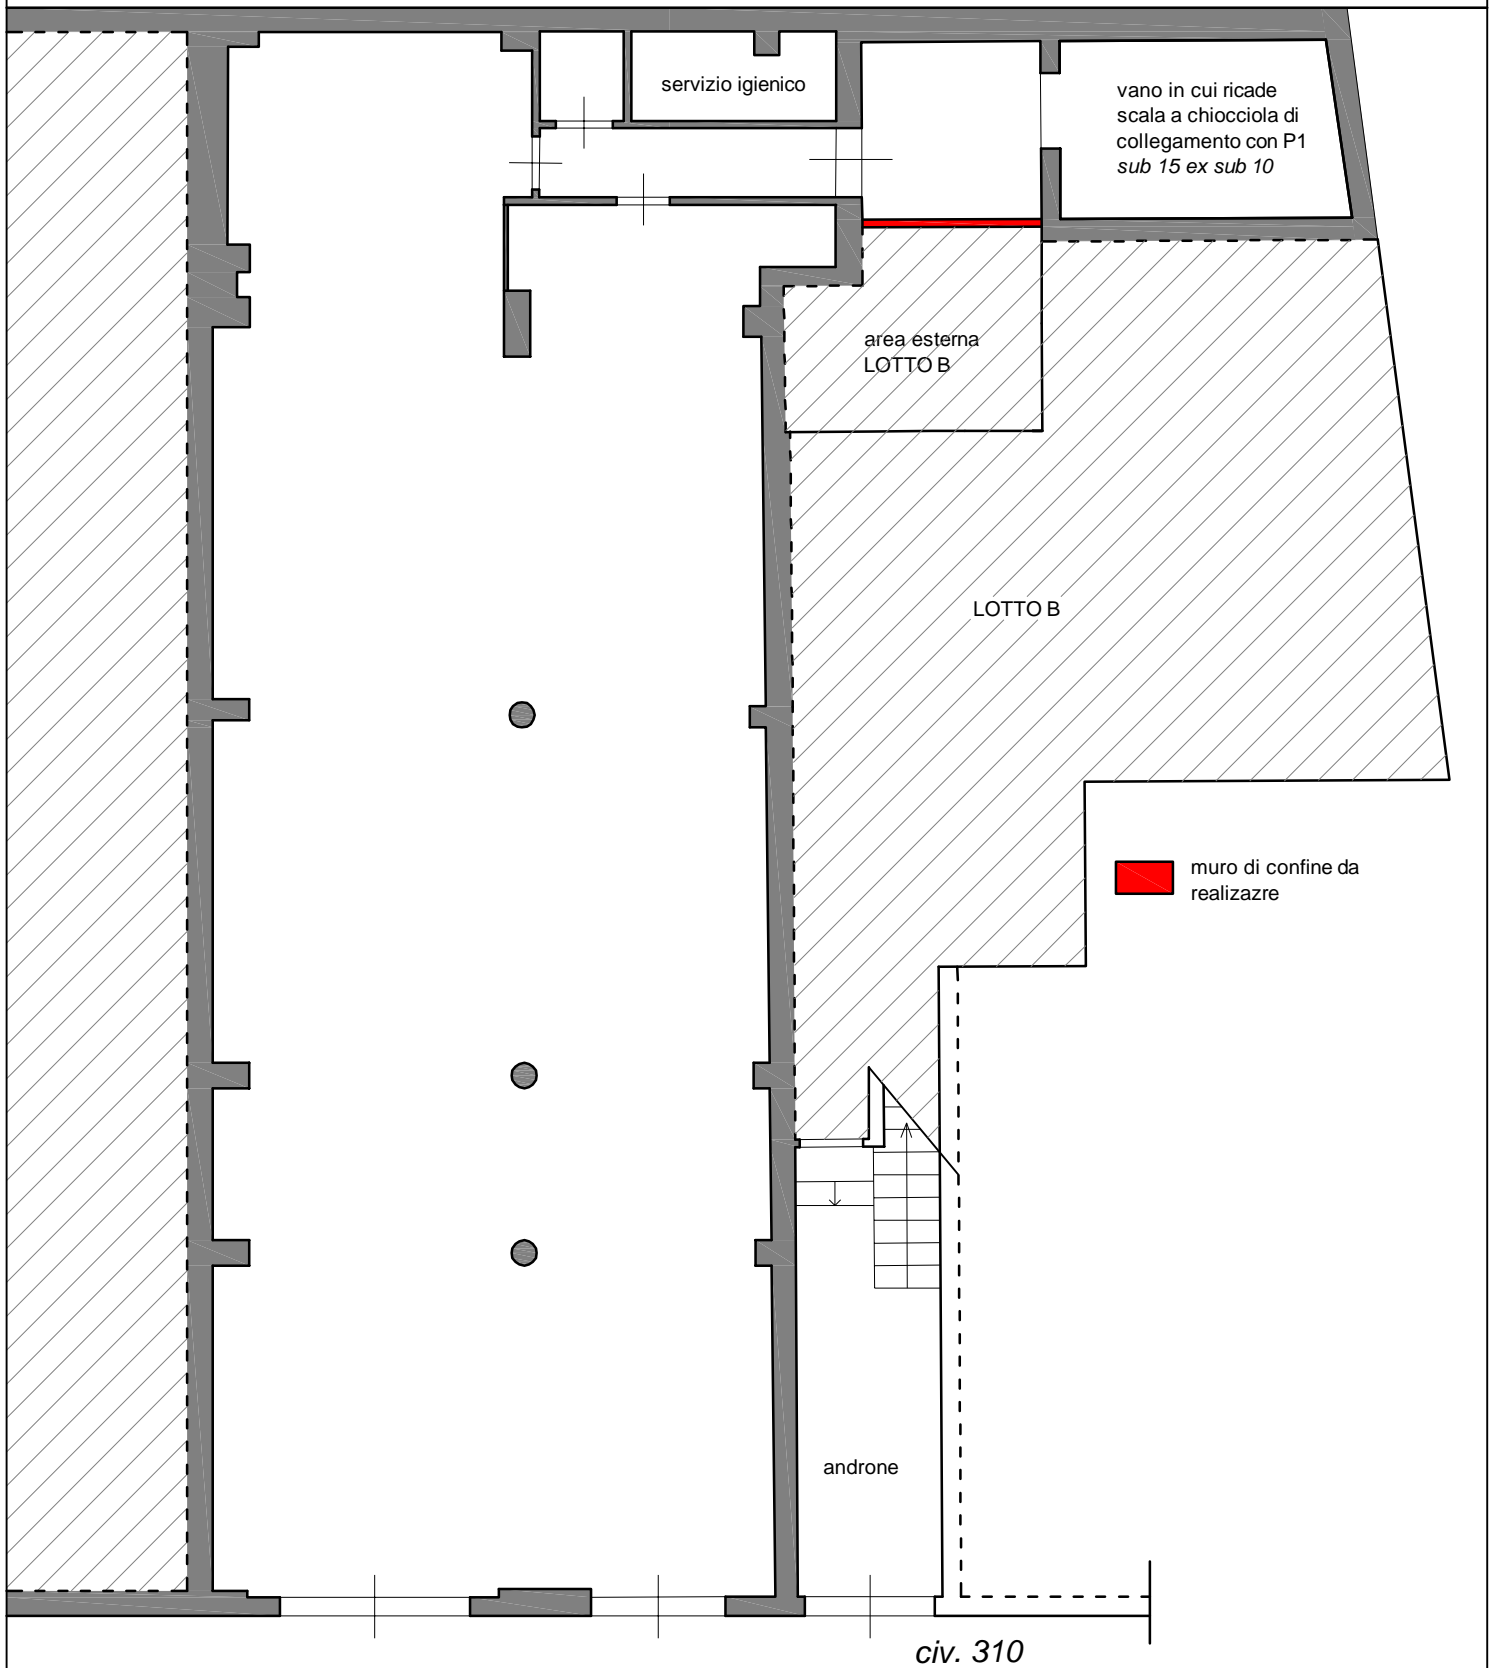 servizio igienico
vano in cui ricade
scala a chiocciola di
collegamento con P1
sub 15 ex sub 10
area esterna
LOTTO B
LOTTO B
muro di confine da
realizazre
androne
civ. 310